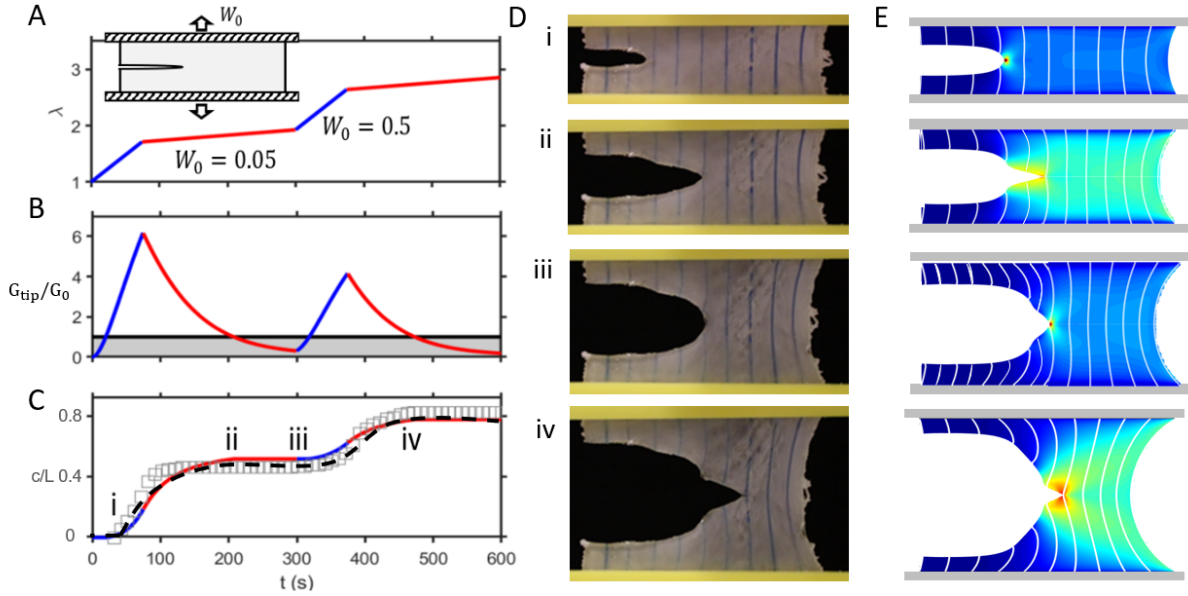 A
W₀
λ
3
2
1
W₀ = 0.05
W₀ = 0.5
B
G_tip/G₀
6
4
2
0
C
c/L
0.8
0.4
0
i
ii
iii
iv
0
100
200
300
400
500
600
t (s)
D
i
ii
iii
iv
E